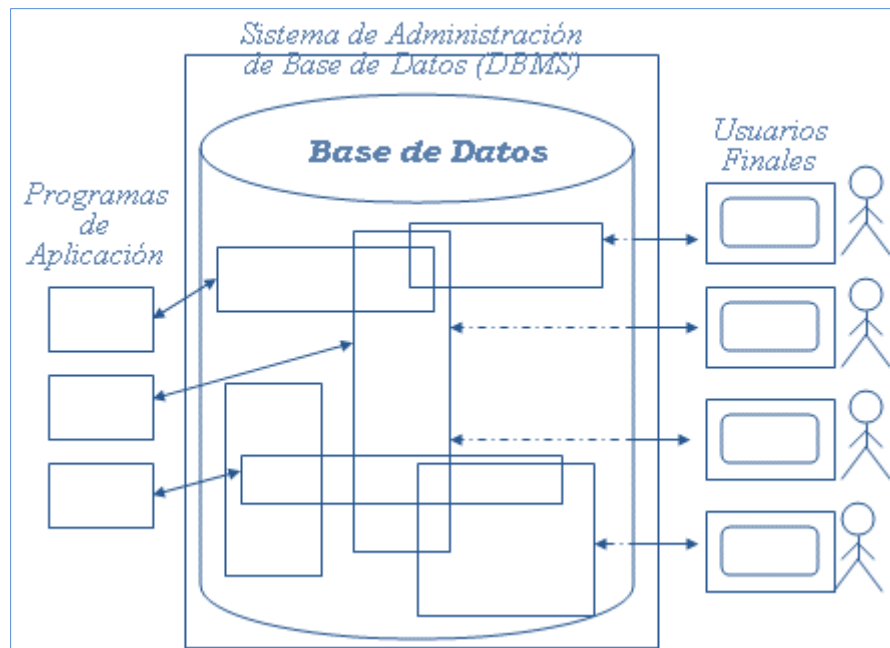 Sistema de Administración
de Base de Datos (DBMS)
Base de Datos
Usuarios
Finales
Programas
de
Aplicación